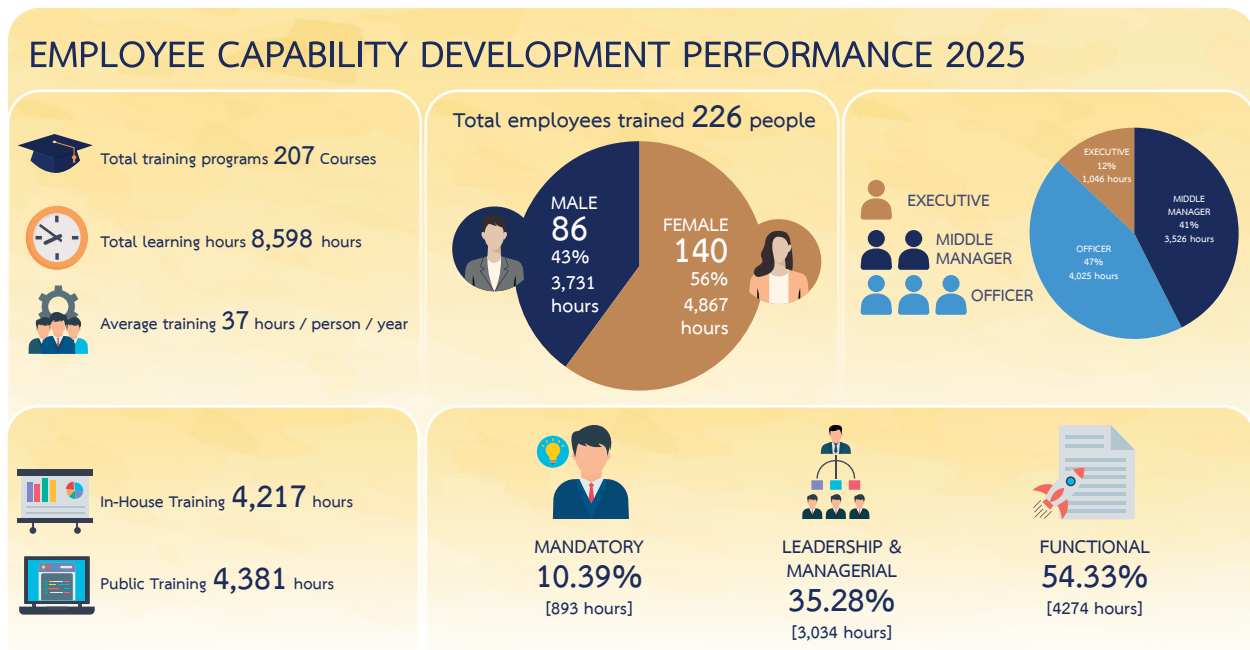 EMPLOYEE CAPABILITY DEVELOPMENT PERFORMANCE 2025
Total training programs 207 Courses
Total learning hours 8,598 hours
Average training 37 hours / person / year
Total employees trained 226 people
MALE
86
43%
3,731
hours
FEMALE
140
56%
4,867
hours
EXECUTIVE
MIDDLE
MANAGER
OFFICER
EXECUTIVE
12%
1,046 hours
MIDDLE
MANAGER
41%
3,526 hours
OFFICER
47%
4,025 hours
In-House Training 4,217 hours
Public Training 4,381 hours
MANDATORY
10.39%
[893 hours]
LEADERSHIP &
MANAGERIAL
35.28%
[3,034 hours]
FUNCTIONAL
54.33%
[4274 hours]